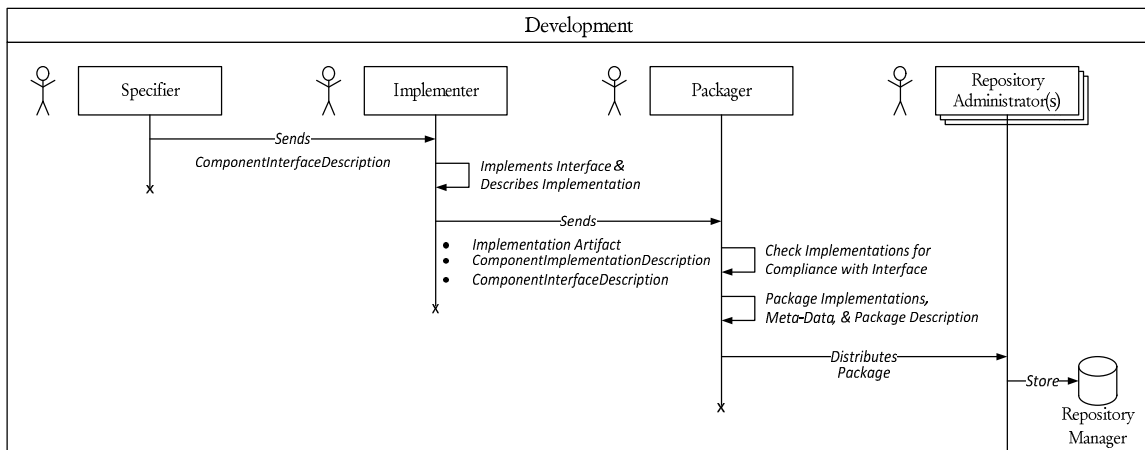 Development
Specifier
Implementer
Packager
Repository
Administrator(s)
Sends
ComponentInterfaceDescription
Implements Interface &
Describes Implementation
Sends
• Implementation Artifact
• ComponentImplementationDescription
• ComponentInterfaceDescription
Check Implementations for
Compliance with Interface
Package Implementations,
Meta-Data, & Package Description
Distributes
Package
Store
Repository
Manager